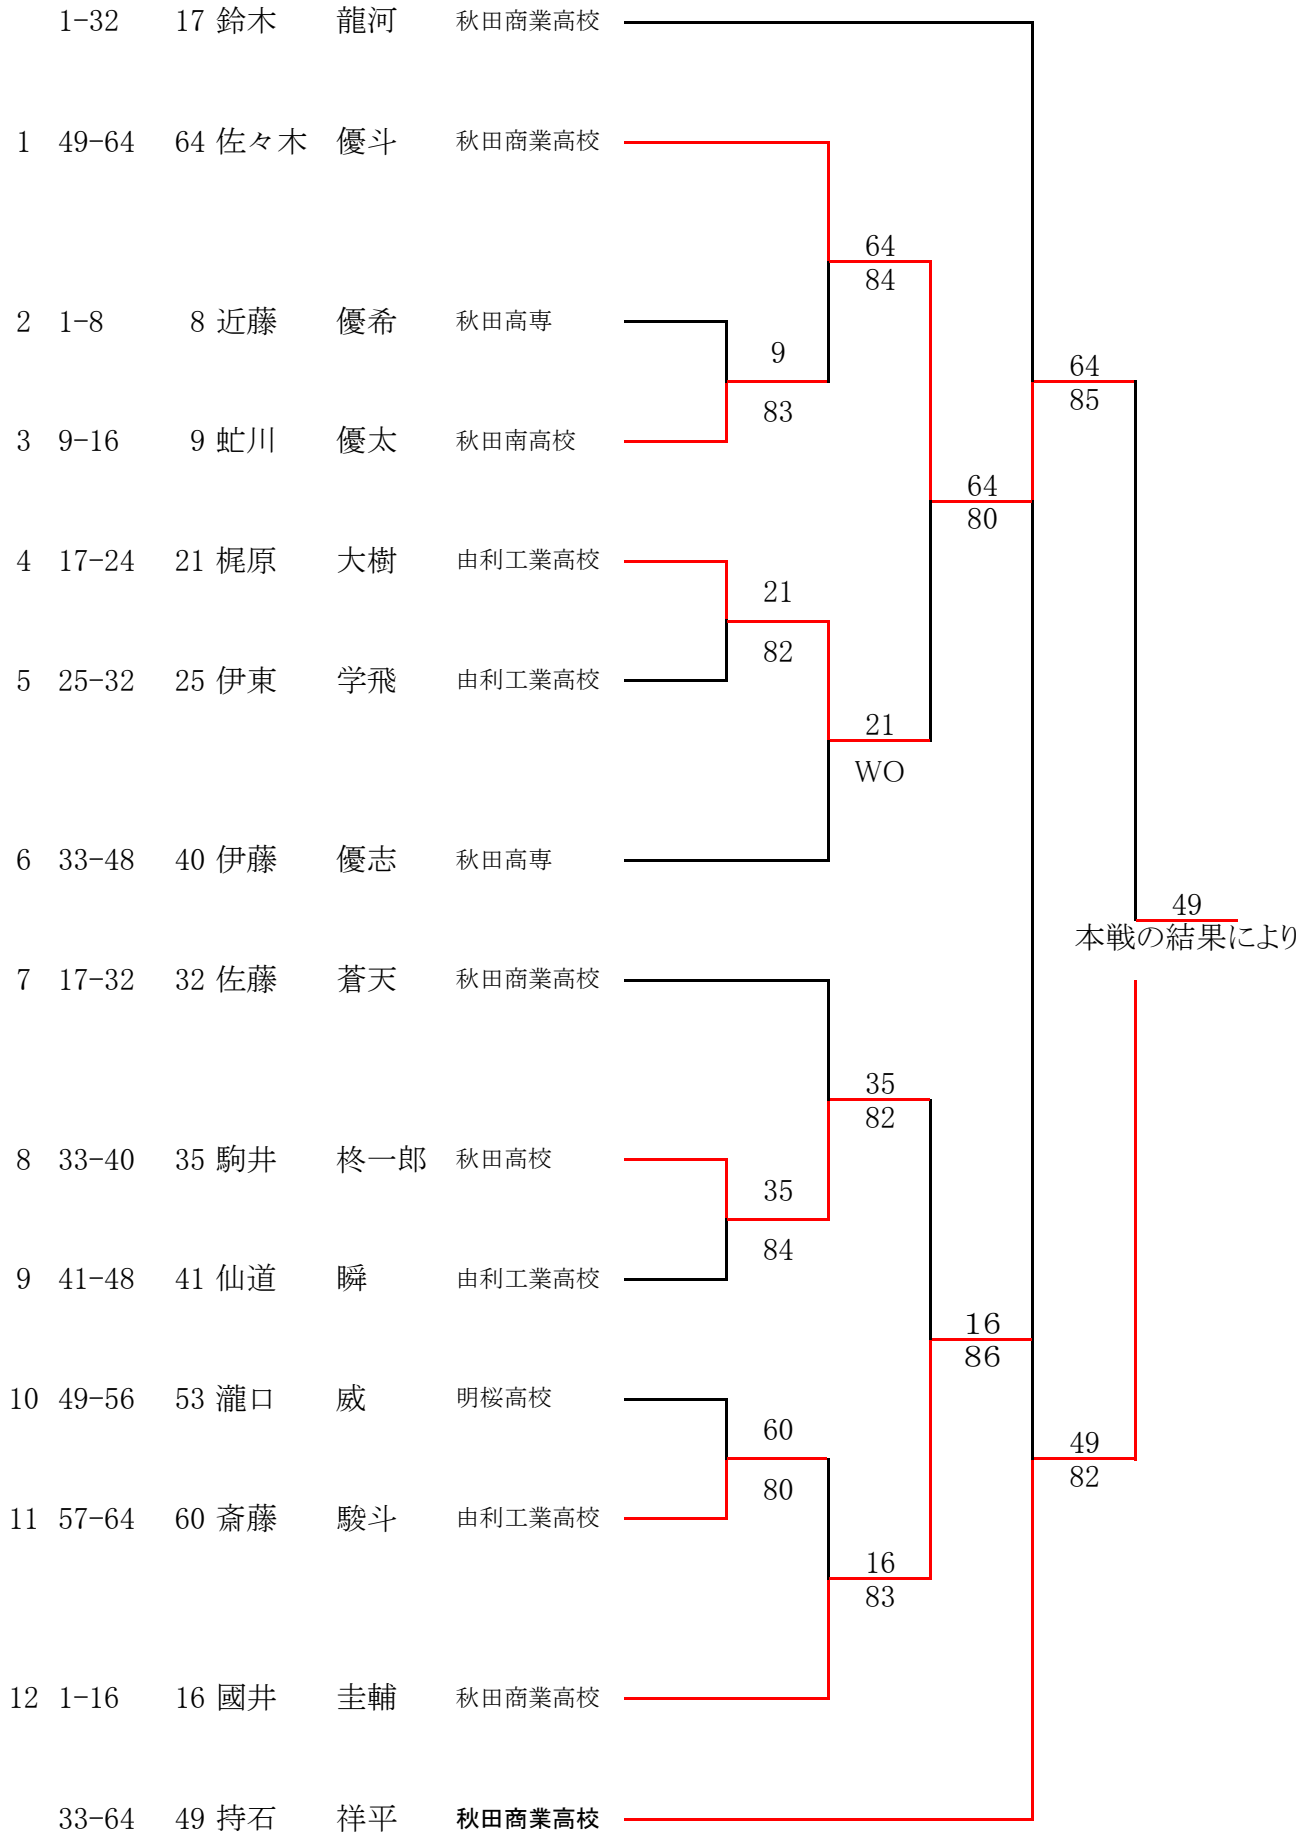 1-32 17 鈴木 龍河 秋田商業高校
1 49-64 64 佐々木 優斗 秋田商業高校
64
84
2 1-8 8 近藤 優希 秋田高専
9
64
85
83
3 9-16 9 虻川 優太 秋田南高校
64
80
4 17-24 21 梶原 大樹 由利工業高校
21
82
5 25-32 25 伊東 学飛 由利工業高校
21
WO
6 33-48 40 伊藤 優志 秋田高専
49
本戦の結果により
7 17-32 32 佐藤 蒼天 秋田商業高校
35
82
8 33-40 35 駒井 柊一郎 秋田高校
35
84
9 41-48 41 仙道 瞬 由利工業高校
16
86
10 49-56 53 瀧口 威 明桜高校
60
49
82
80
11 57-64 60 斎藤 駿斗 由利工業高校
16
83
12 1-16 16 國井 圭輔 秋田商業高校
33-64 49 持石 祥平 秋田商業高校